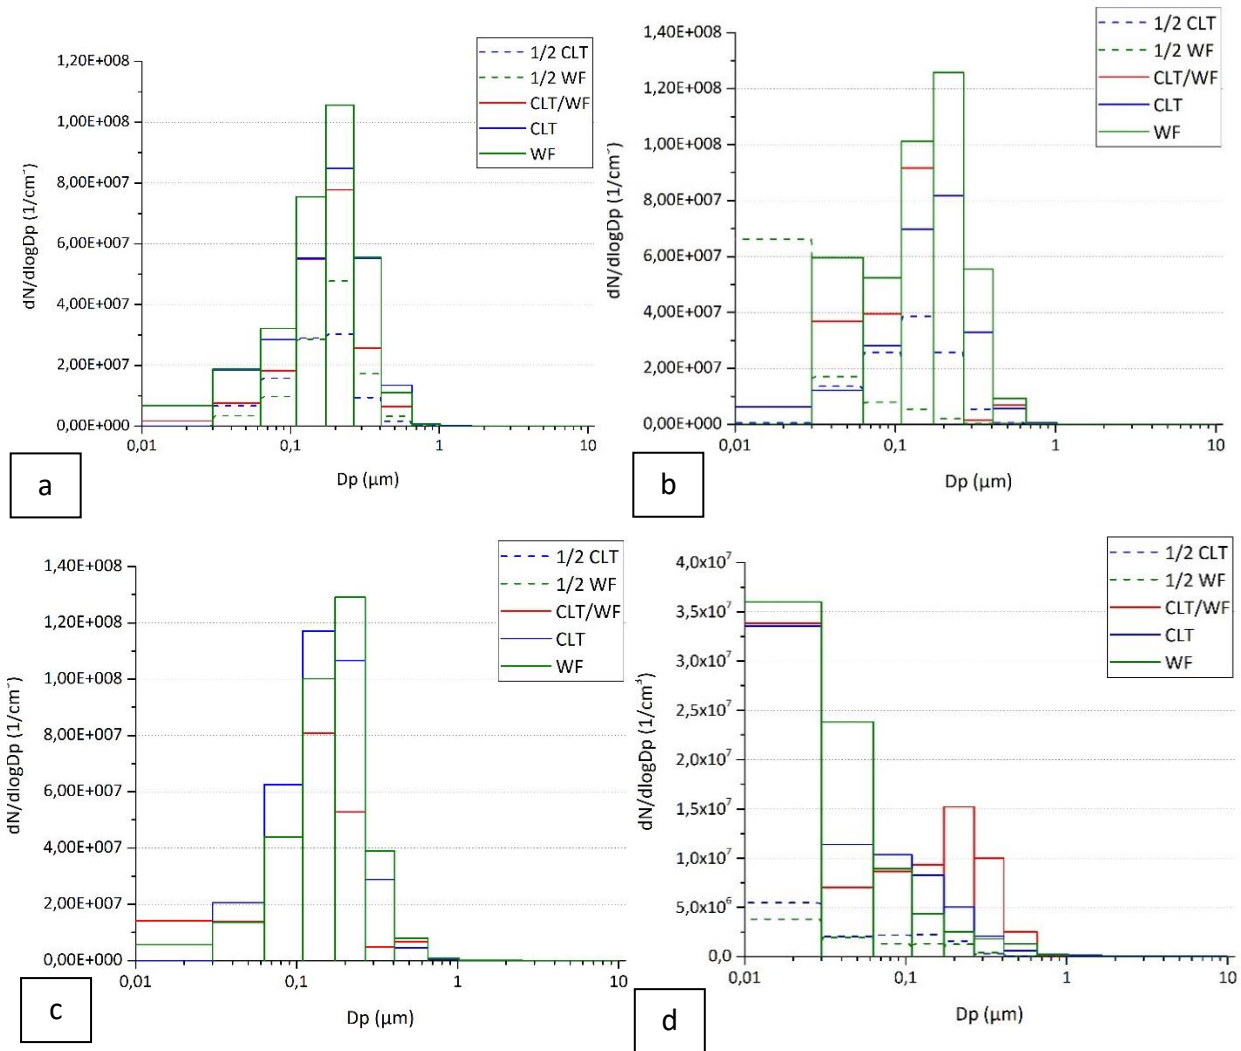 1/2 CLT
1/2 WF
CLT/WF
CLT
WF
1,20E+008
1,00E+008
8,00E+007
6,00E+007
4,00E+007
2,00E+007
0,00E+000
0,01
0,1
1
10
dN/dlogDp (1/cm³)
Dp (µm)
a
1/2 CLT
1/2 WF
CLT/WF
CLT
WF
1,40E+008
1,20E+008
1,00E+008
8,00E+007
6,00E+007
4,00E+007
2,00E+007
0,00E+000
0,01
0,1
1
10
dN/dlogDp (1/cm³)
Dp (µm)
b
1/2 CLT
1/2 WF
CLT/WF
CLT
WF
1,40E+008
1,20E+008
1,00E+008
8,00E+007
6,00E+007
4,00E+007
2,00E+007
0,00E+000
0,01
0,1
1
10
dN/dlogDp (1/cm³)
Dp (µm)
c
1/2 CLT
1/2 WF
CLT/WF
CLT
WF
4,0x10⁷
3,5x10⁷
3,0x10⁷
2,5x10⁷
2,0x10⁷
1,5x10⁷
1,0x10⁷
5,0x10⁶
0,0
0,01
0,1
1
10
dN/dlogDp (1/cm³)
Dp (µm)
d